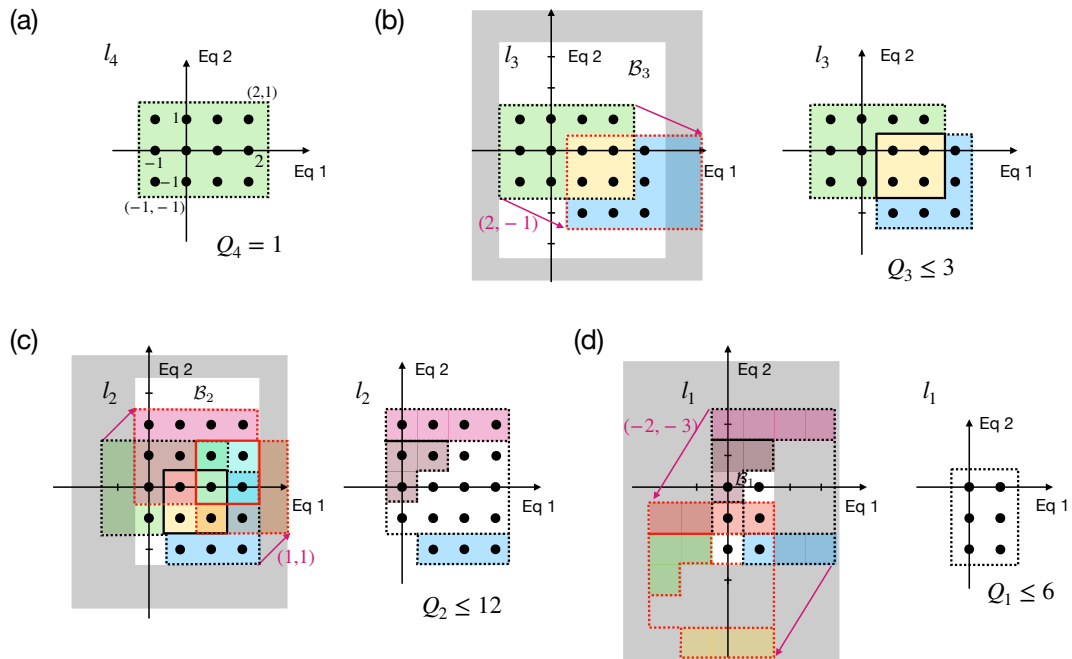 (a)
l₄
Eq 2
(2,1)
1
−1
2
Eq 1
−1
(−1, −1)
Q₄ = 1
(b)
l₃
Eq 2
ℬ₃
Eq 1
(2, −1)
l₃
Eq 2
Eq 1
Q₃ ≤ 3
(c)
l₂
Eq 2
ℬ₂
Eq 1
(1,1)
l₂
Eq 2
Eq 1
Q₂ ≤ 12
(d)
l₁
Eq 2
(−2, −3)
ℬ₁
Eq 1
l₁
Eq 2
Eq 1
Q₁ ≤ 6